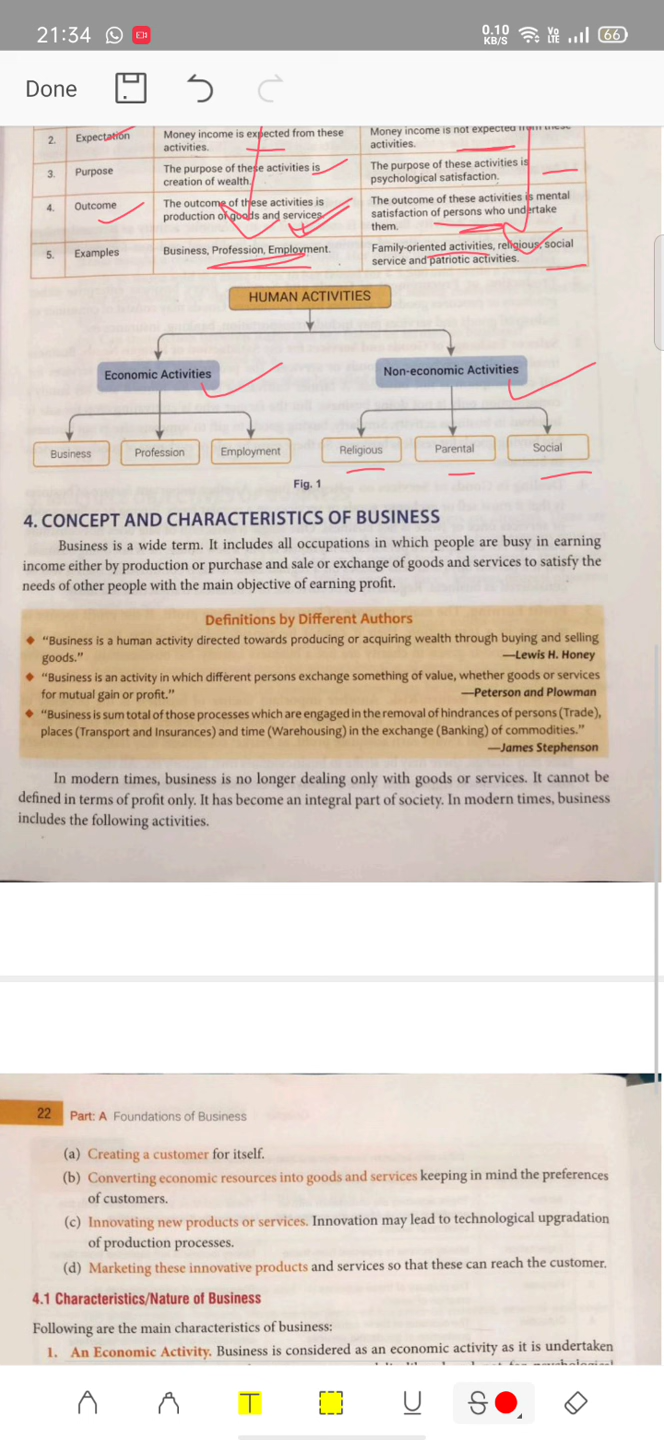 21:34
0.10 KB/S
Vo LTE
66
Done
2. Expectation Money income is expected from these activities. Money income is not expected from these activities.
3. Purpose The purpose of these activities is creation of wealth. The purpose of these activities is psychological satisfaction.
4. Outcome The outcome of these activities is production of goods and services. The outcome of these activities is mental satisfaction of persons who undertake them.
5. Examples Business, Profession, Employment. Family-oriented activities, religious, social service and patriotic activities.
HUMAN ACTIVITIES
Economic Activities Non-economic Activities
Business Profession Employment Religious Parental Social
Fig. 1
4. CONCEPT AND CHARACTERISTICS OF BUSINESS
Business is a wide term. It includes all occupations in which people are busy in earning
income either by production or purchase and sale or exchange of goods and services to satisfy the
needs of other people with the main objective of earning profit.
Definitions by Different Authors
◆ “Business is a human activity directed towards producing or acquiring wealth through buying and selling
goods.” —Lewis H. Honey
◆ “Business is an activity in which different persons exchange something of value, whether goods or services
for mutual gain or profit.” —Peterson and Plowman
◆ “Business is sum total of those processes which are engaged in the removal of hindrances of persons (Trade),
places (Transport and Insurances) and time (Warehousing) in the exchange (Banking) of commodities.”
—James Stephenson
In modern times, business is no longer dealing only with goods or services. It cannot be
defined in terms of profit only. It has become an integral part of society. In modern times, business
includes the following activities.
22 Part: A Foundations of Business
(a) Creating a customer for itself.
(b) Converting economic resources into goods and services keeping in mind the preferences
of customers.
(c) Innovating new products or services. Innovation may lead to technological upgradation
of production processes.
(d) Marketing these innovative products and services so that these can reach the customer.
4.1 Characteristics/Nature of Business
Following are the main characteristics of business:
1. An Economic Activity. Business is considered as an economic activity as it is undertaken
T U S